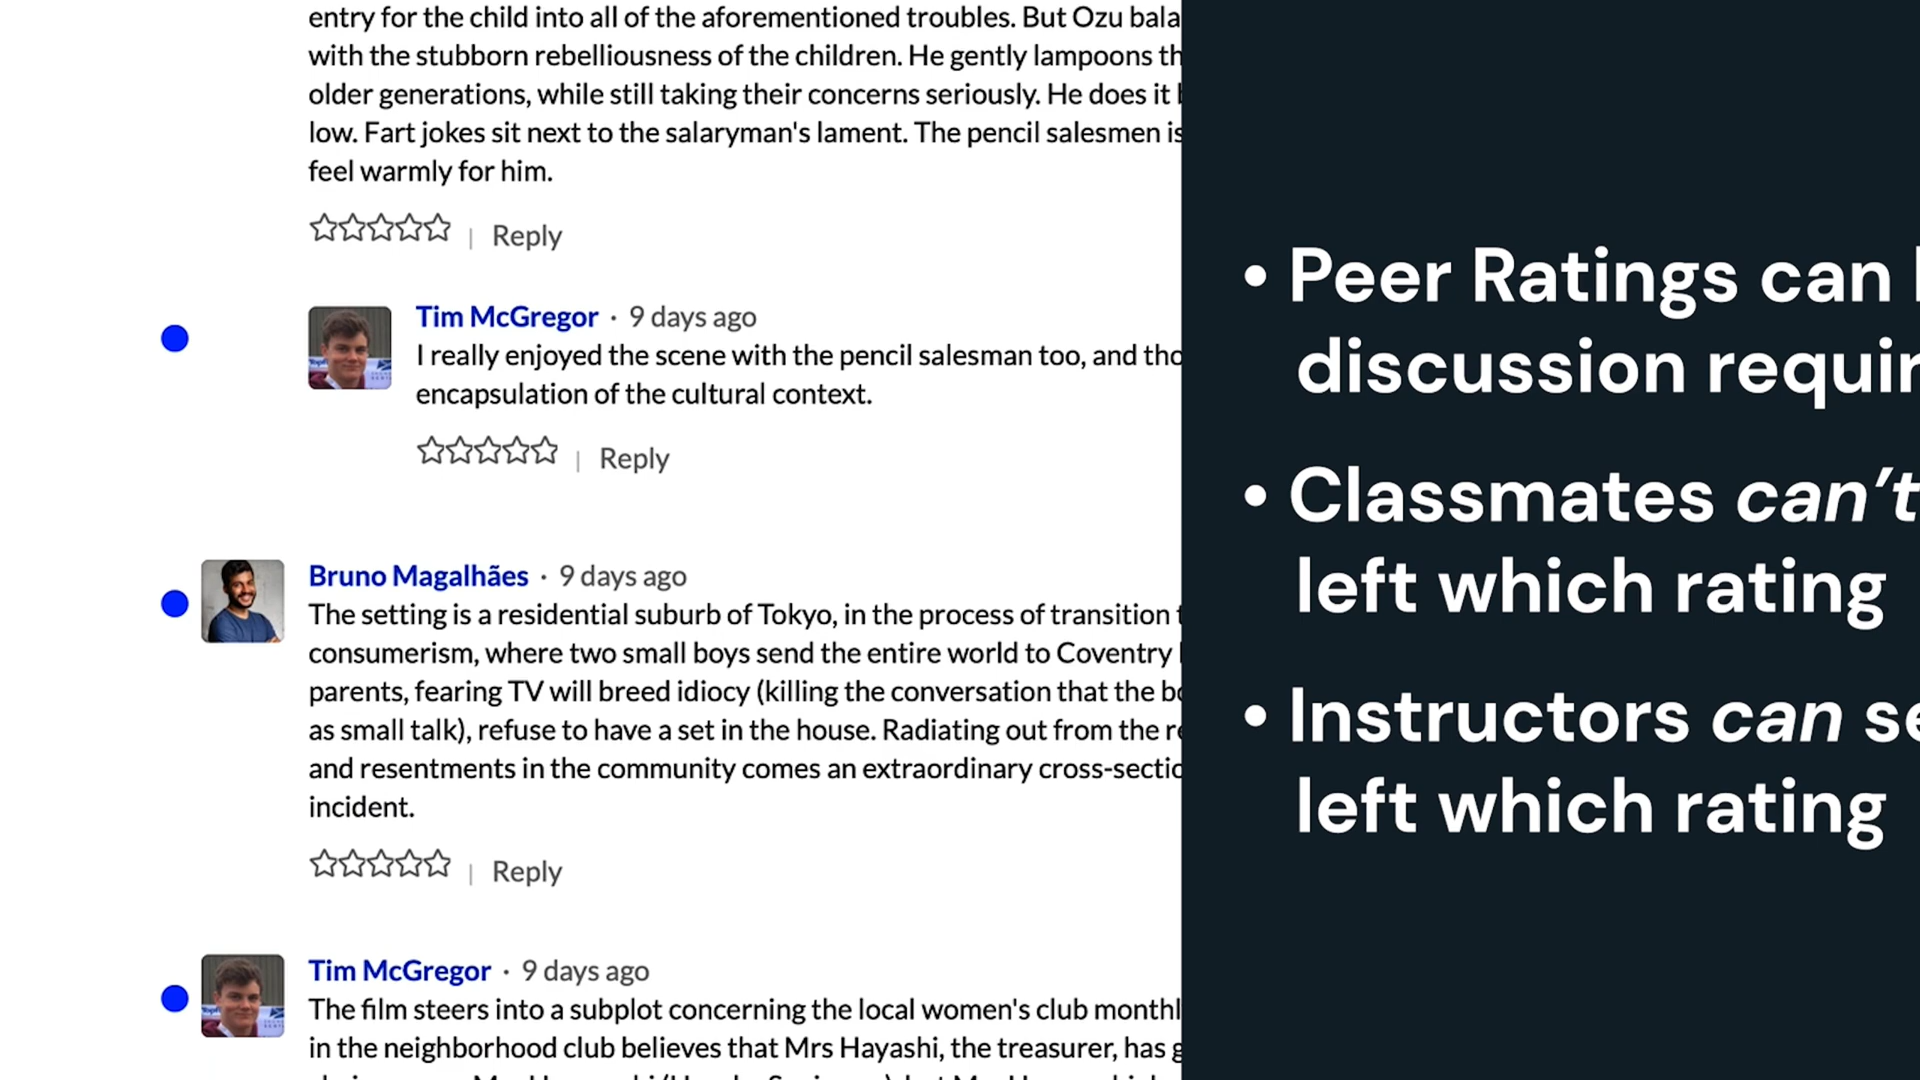 entry for the child into all of the aforementioned troubles. But Ozu
with the stubborn rebelliousness of the children. He gently lampoons
older generations, while still taking their concerns seriously. He does it
low. Fart jokes sit next to the salaryman's lament. The pencil salesmen is
feel warmly for him.
| Reply
Tim McGregor · 9 days ago
I really enjoyed the scene with the pencil salesman too, and
encapsulation of the cultural context.
| Reply
Bruno Magalhães · 9 days ago
The setting is a residential suburb of Tokyo, in the process of transition
consumerism, where two small boys send the entire world to Coventry
parents, fearing TV will breed idiocy (killing the conversation that the
as small talk), refuse to have a set in the house. Radiating out from the
and resentments in the community comes an extraordinary
incident.
| Reply
Tim McGregor · 9 days ago
The film steers into a subplot concerning the local women's club
in the neighborhood club believes that Mrs Hayashi, the treasurer, has
• Peer Ratings can
discussion
• Classmates can't
left which rating
• Instructors can
left which rating